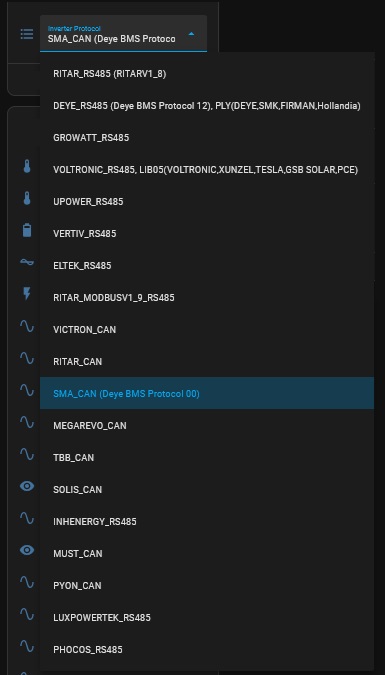 Inverter Protocol
SMA_CAN (Deye BMS Protoco
RITAR_RS485 (RITARV1_8)
DEYE_RS485 (Deye BMS Protocol 12), PLY(DEYE,SMK,FIRMAN,Hollandia)
GROWATT_RS485
VOLTRONIC_RS485, LIB05(VOLTRONIC,XUNZEL,TESLA,GSB SOLAR,PCE)
UPOWER_RS485
VERTIV_RS485
ELTEK_RS485
RITAR_MODBUSV1_9_RS485
VICTRON_CAN
RITAR_CAN
SMA_CAN (Deye BMS Protocol 00)
MEGAREVO_CAN
TBB_CAN
SOLIS_CAN
INHENERGY_RS485
MUST_CAN
PYON_CAN
LUXPOWERTEK_RS485
PHOCOS_RS485